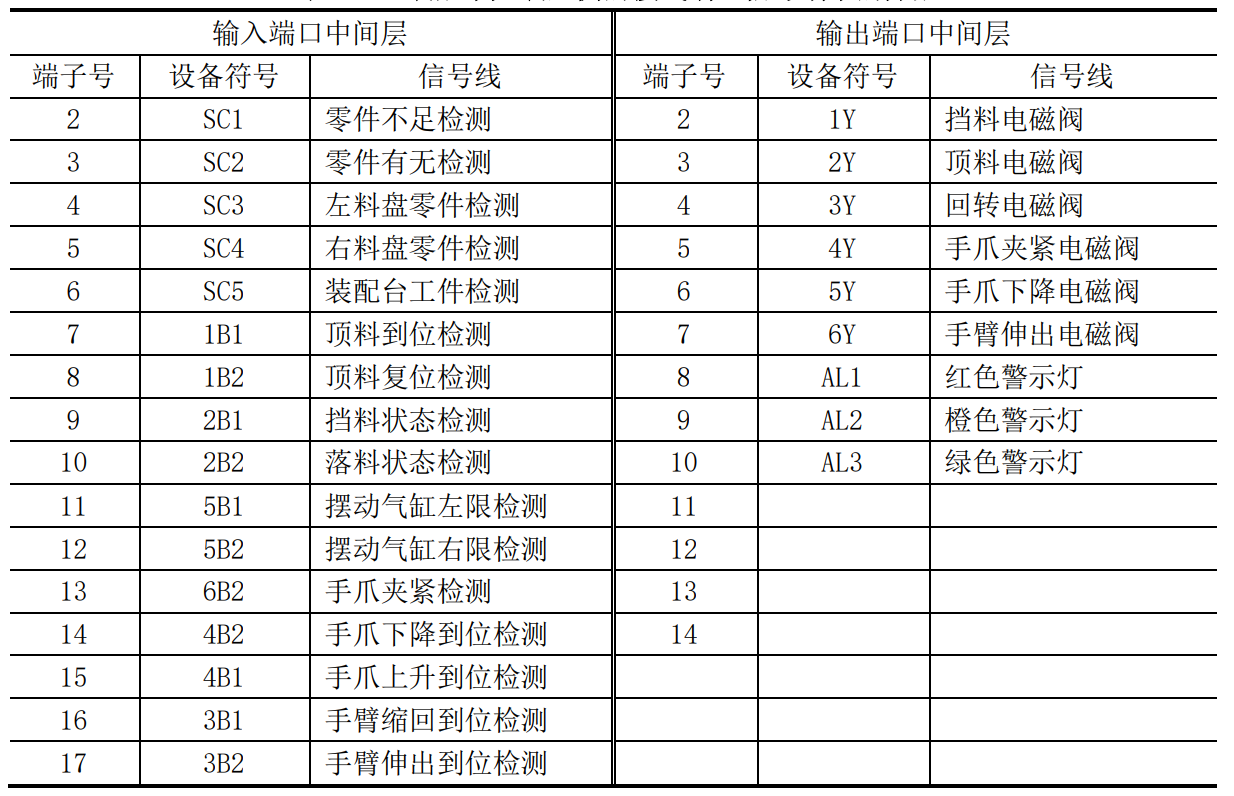 输入端口中间层 输出端口中间层
端子号 设备符号 信号线 端子号 设备符号 信号线
2 SC1 零件不足检测 2 1Y 挡料电磁阀
3 SC2 零件有无检测 3 2Y 顶料电磁阀
4 SC3 左料盘零件检测 4 3Y 回转电磁阀
5 SC4 右料盘零件检测 5 4Y 手爪夹紧电磁阀
6 SC5 装配台工件检测 6 5Y 手爪下降电磁阀
7 1B1 顶料到位检测 7 6Y 手臂伸出电磁阀
8 1B2 顶料复位检测 8 AL1 红色警示灯
9 2B1 挡料状态检测 9 AL2 橙色警示灯
10 2B2 落料状态检测 10 AL3 绿色警示灯
11 5B1 摆动气缸左限检测 11
12 5B2 摆动气缸右限检测 12
13 6B2 手爪夹紧检测 13
14 4B2 手爪下降到位检测 14
15 4B1 手爪上升到位检测
16 3B1 手臂缩回到位检测
17 3B2 手臂伸出到位检测